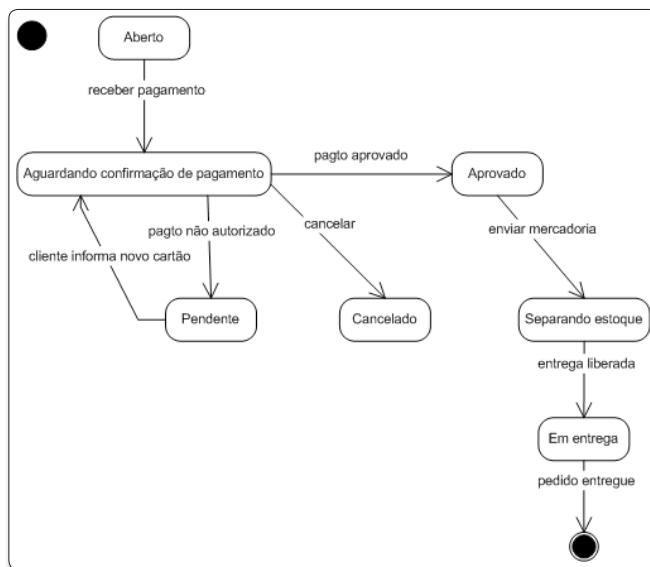 Aberto
receber pagamento
Aguardando confirmação de pagamento
pagto aprovado
Aprovado
pagto não autorizado
cancelar
enviar mercadoria
cliente informa novo cartão
Pendente
Cancelado
Separando estoque
entrega liberada
Em entrega
pedido entregue